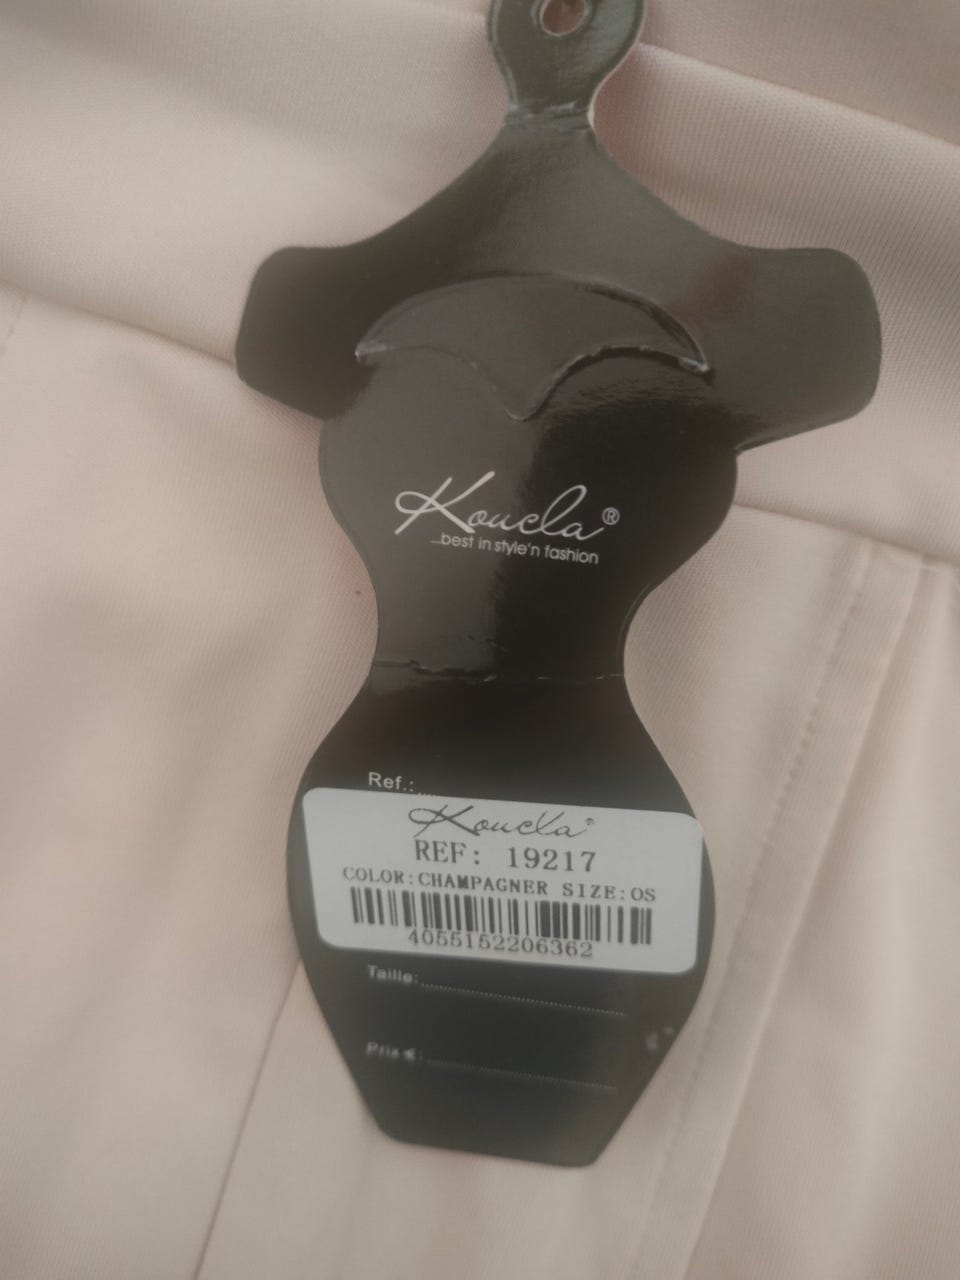 Koucla®
...best in style'n fashion
Ref.:
Koucla®
REF: 19217
COLOR:CHAMPAGNER SIZE:OS
4055152206362
Taille:
Prix €: